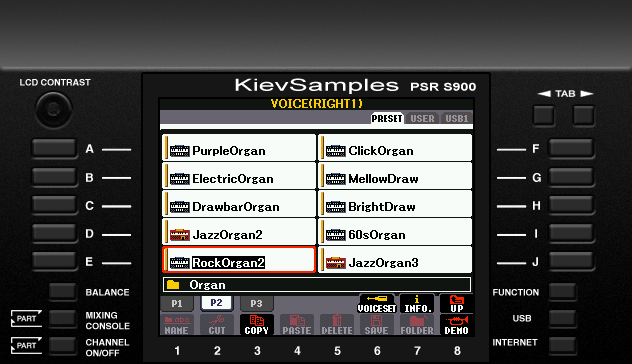 LCD CONTRAST
KievSamples PSR S900
TAB
VOICE(RIGHT1)
PRESET USER USB1
A PurpleOrgan ClickOrgan F
B ElectricOrgan MellowDraw G
C DrawbarOrgan BrightDraw H
D JazzOrgan2 60sOrgan I
E RockOrgan2 JazzOrgan3 J
Organ
BALANCE P1 P2 P3 VOICESET INFO. UP FUNCTION
PART MIXING CONSOLE NAME CUT COPY PASTE DELETE SAVE FOLDER DEMO USB
PART CHANNEL ON/OFF 1 2 3 4 5 6 7 8 INTERNET